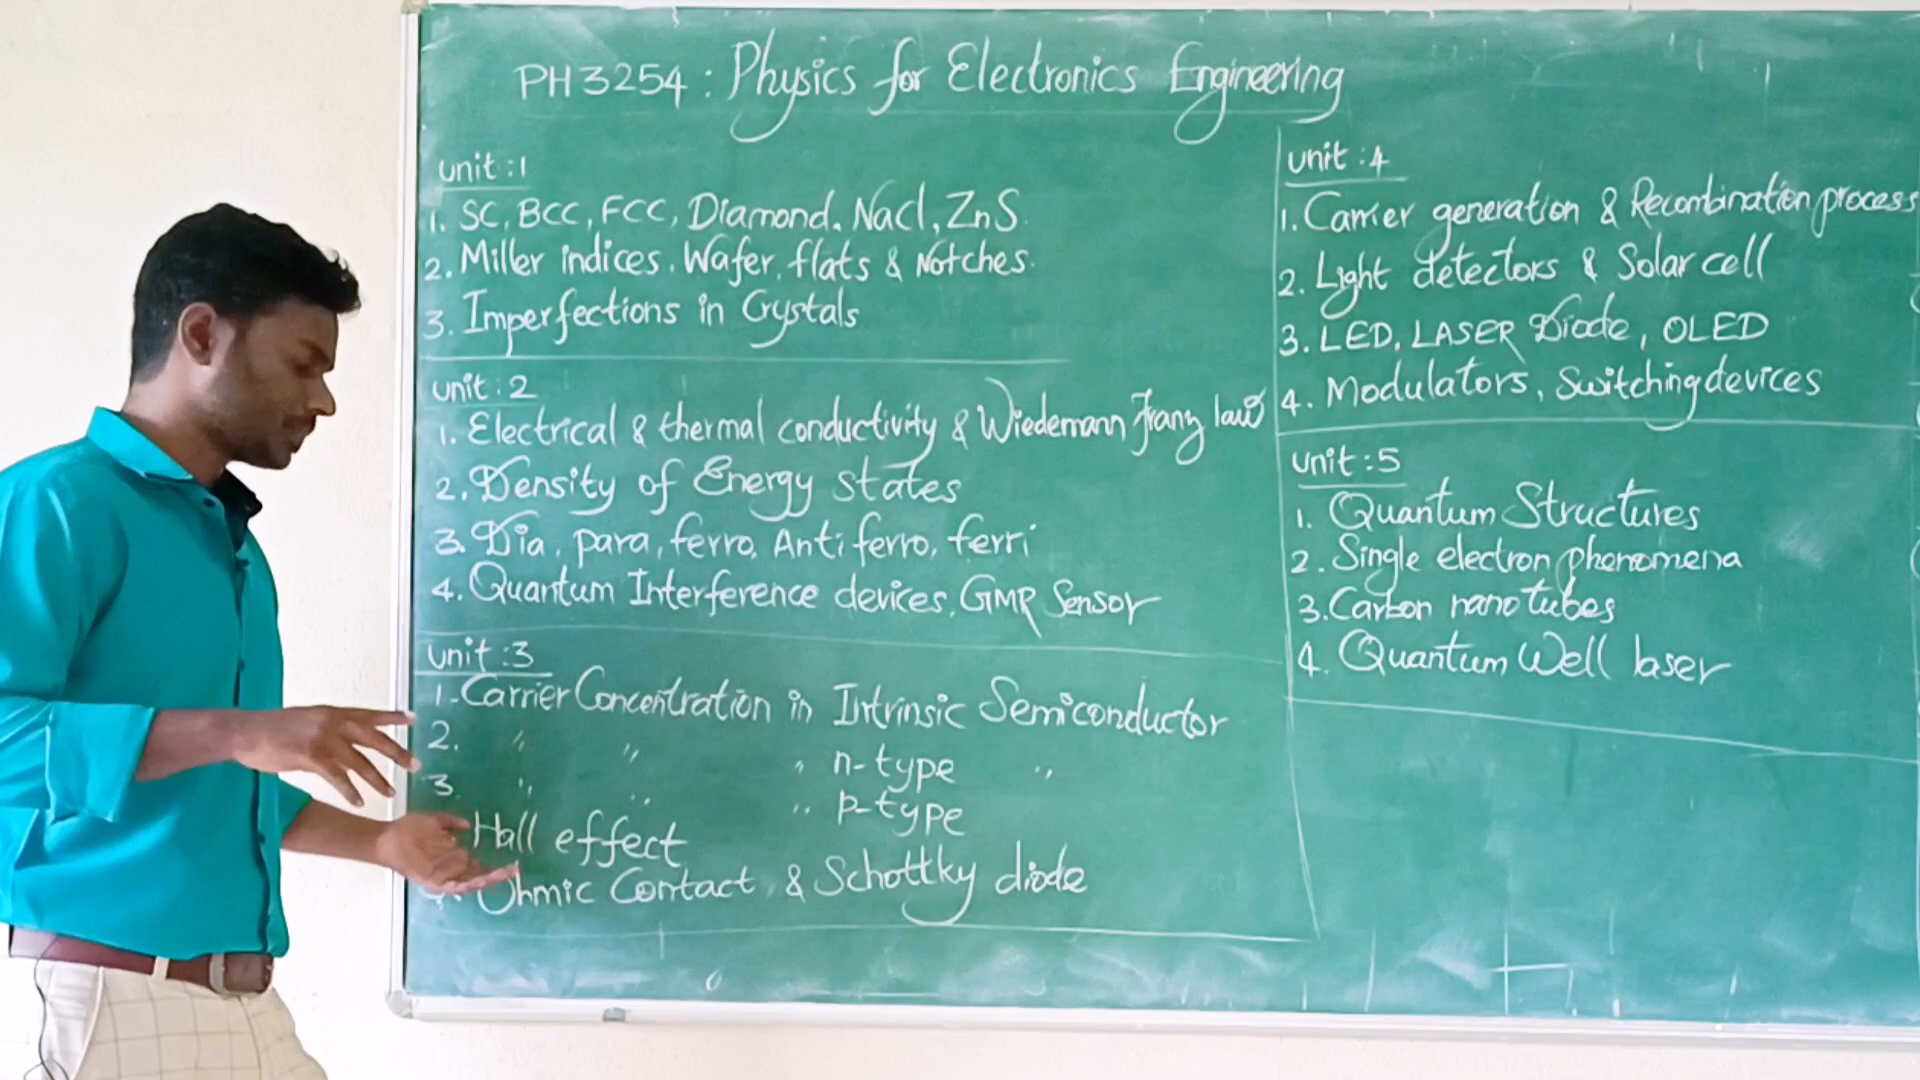 PH3254 : Physics for Electronics Engineering
unit :1
1. SC, BCC, FCC, Diamond, Nacl, ZnS.
2. Miller indices, Wafer, flats & Notches.
3. Imperfections in Crystals
unit : 2
1. Electrical & thermal conductivity & Wiedemann Franz law
2. Density of Energy states
3. Dia, para, ferro, Antiferro, ferri
4. Quantum Interference devices, GMR Sensor
unit :3
1. Carrier Concentration in Intrinsic Semiconductor
2. " " " n-type "
3. " " " p-type
Hall effect
Ohmic Contact & Schottky diode
unit :4
1. Carrier generation & Recombination process
2. Light detectors & Solar cell
3. LED, LASER Diode, OLED
4. Modulators, Switching devices
unit :5
1. Quantum Structures
2. Single electron phenomena
3. Carbon nanotubes
4. Quantum Well laser